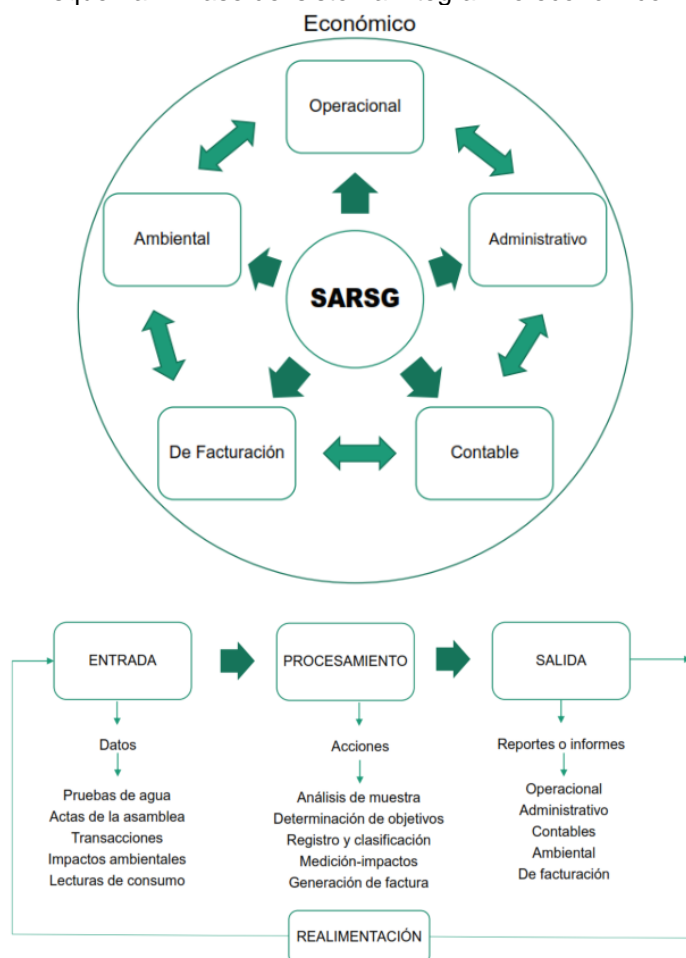 Económico
Operacional
Ambiental
Administrativo
SARSG
De Facturación
Contable
ENTRADA
PROCESAMIENTO
SALIDA
Datos
Acciones
Reportes o informes
Pruebas de agua
Actas de la asamblea
Transacciones
Impactos ambientales
Lecturas de consumo
Análisis de muestra
Determinación de objetivos
Registro y clasificación
Medición-impactos
Generación de factura
Operacional
Administrativo
Contables
Ambiental
De facturación
REALIMENTACIÓN